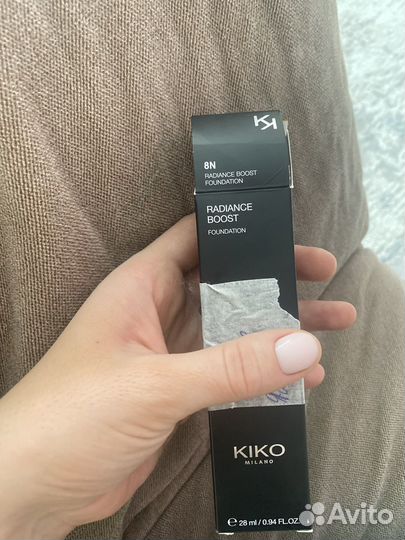 8N
RADIANCE BOOST
FOUNDATION
RADIANCE
BOOST
FOUNDATION
KIKO
MILANO
℮ 28 ml / 0.94 FL.OZ.
Avito